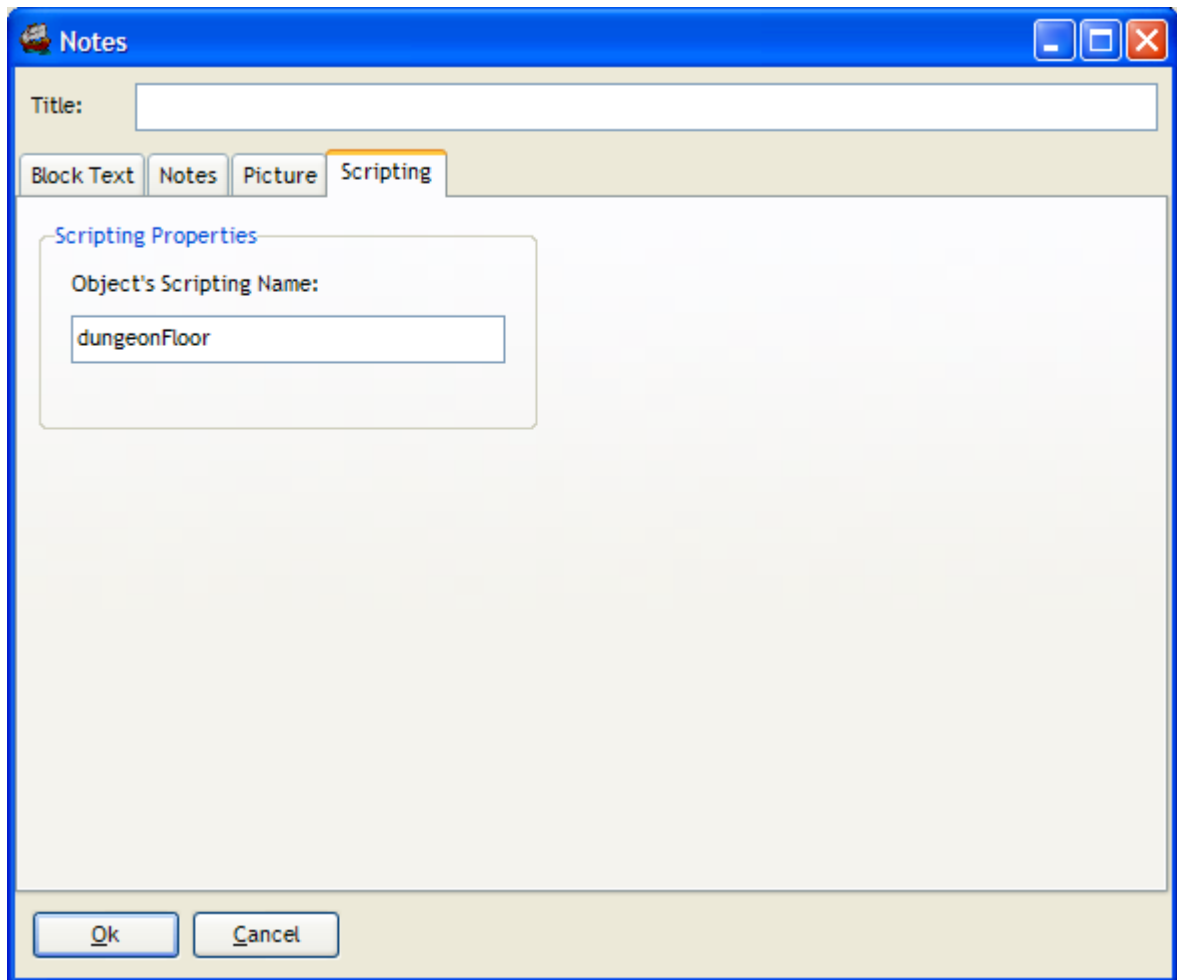 Notes
Title:
Block Text Notes Picture Scripting
Scripting Properties
Object's Scripting Name:
dungeonFloor
Ok Cancel